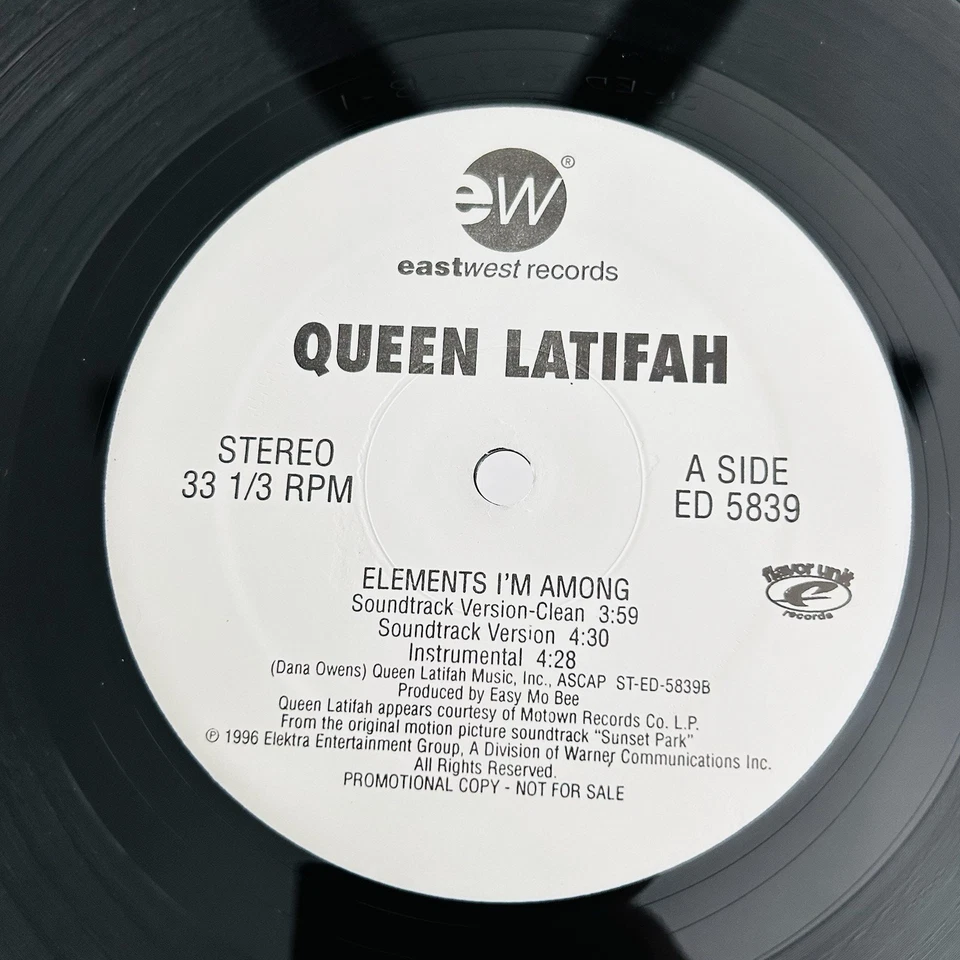 ew ®
eastwest records
QUEEN LATIFAH
STEREO
33 1/3 RPM
A SIDE
ED 5839
flavor unit
records
ELEMENTS I'M AMONG
Soundtrack Version-Clean 3:59
Soundtrack Version 4:30
Instrumental 4:28
(Dana Owens) Queen Latifah Music, Inc., ASCAP ST-ED-5839B
Produced by Easy Mo Bee
Queen Latifah appears courtesy of Motown Records Co. L.P.
From the original motion picture soundtrack "Sunset Park"
℗ 1996 Elektra Entertainment Group, A Division of Warner Communications Inc.
All Rights Reserved.
PROMOTIONAL COPY - NOT FOR SALE